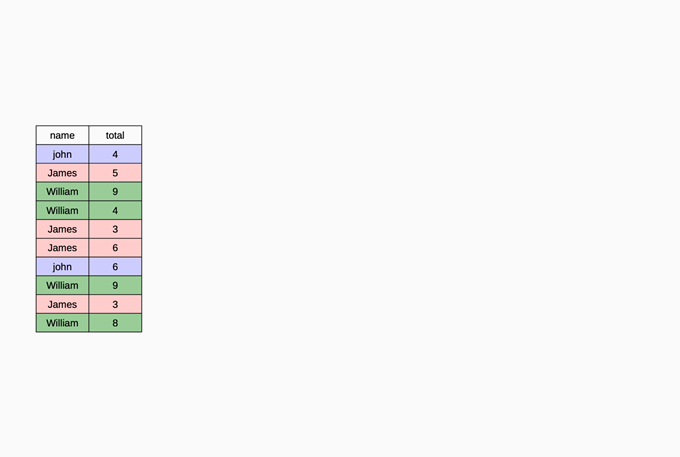 name total
john 4
James 5
William 9
William 4
James 3
James 6
john 6
William 9
James 3
William 8